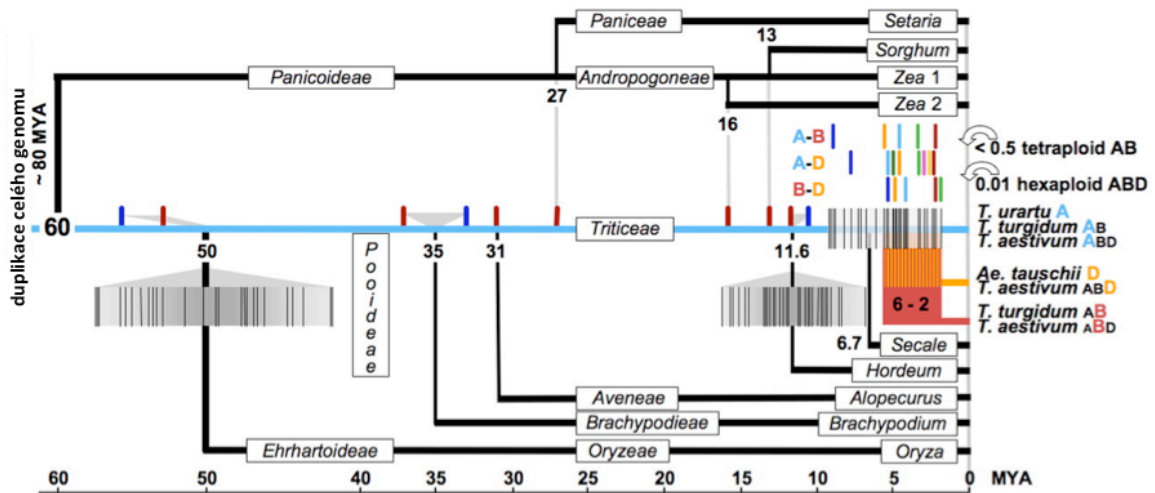 Paniceae
Setaria
13
Sorghum
Panicoideae
Andropogoneae
Zea 1
27
Zea 2
16
duplikace celého genomu
~ 80 MYA
A-B
< 0.5 tetraploid AB
A-D
0.01 hexaploid ABD
B-D
60
Triticeae
T. urartu A
T. turgidum AB
T. aestivum ABD
50
Pooideae
35
31
11.6
Ae. tauschii D
T. aestivum ABD
6 - 2
T. turgidum AB
T. aestivum ABD
6.7
Secale
Hordeum
Aveneae
Alopecurus
Brachypodieae
Brachypodium
Ehrhartoideae
Oryzeae
Oryza
60 50 40 35 30 25 20 15 10 5 0 MYA